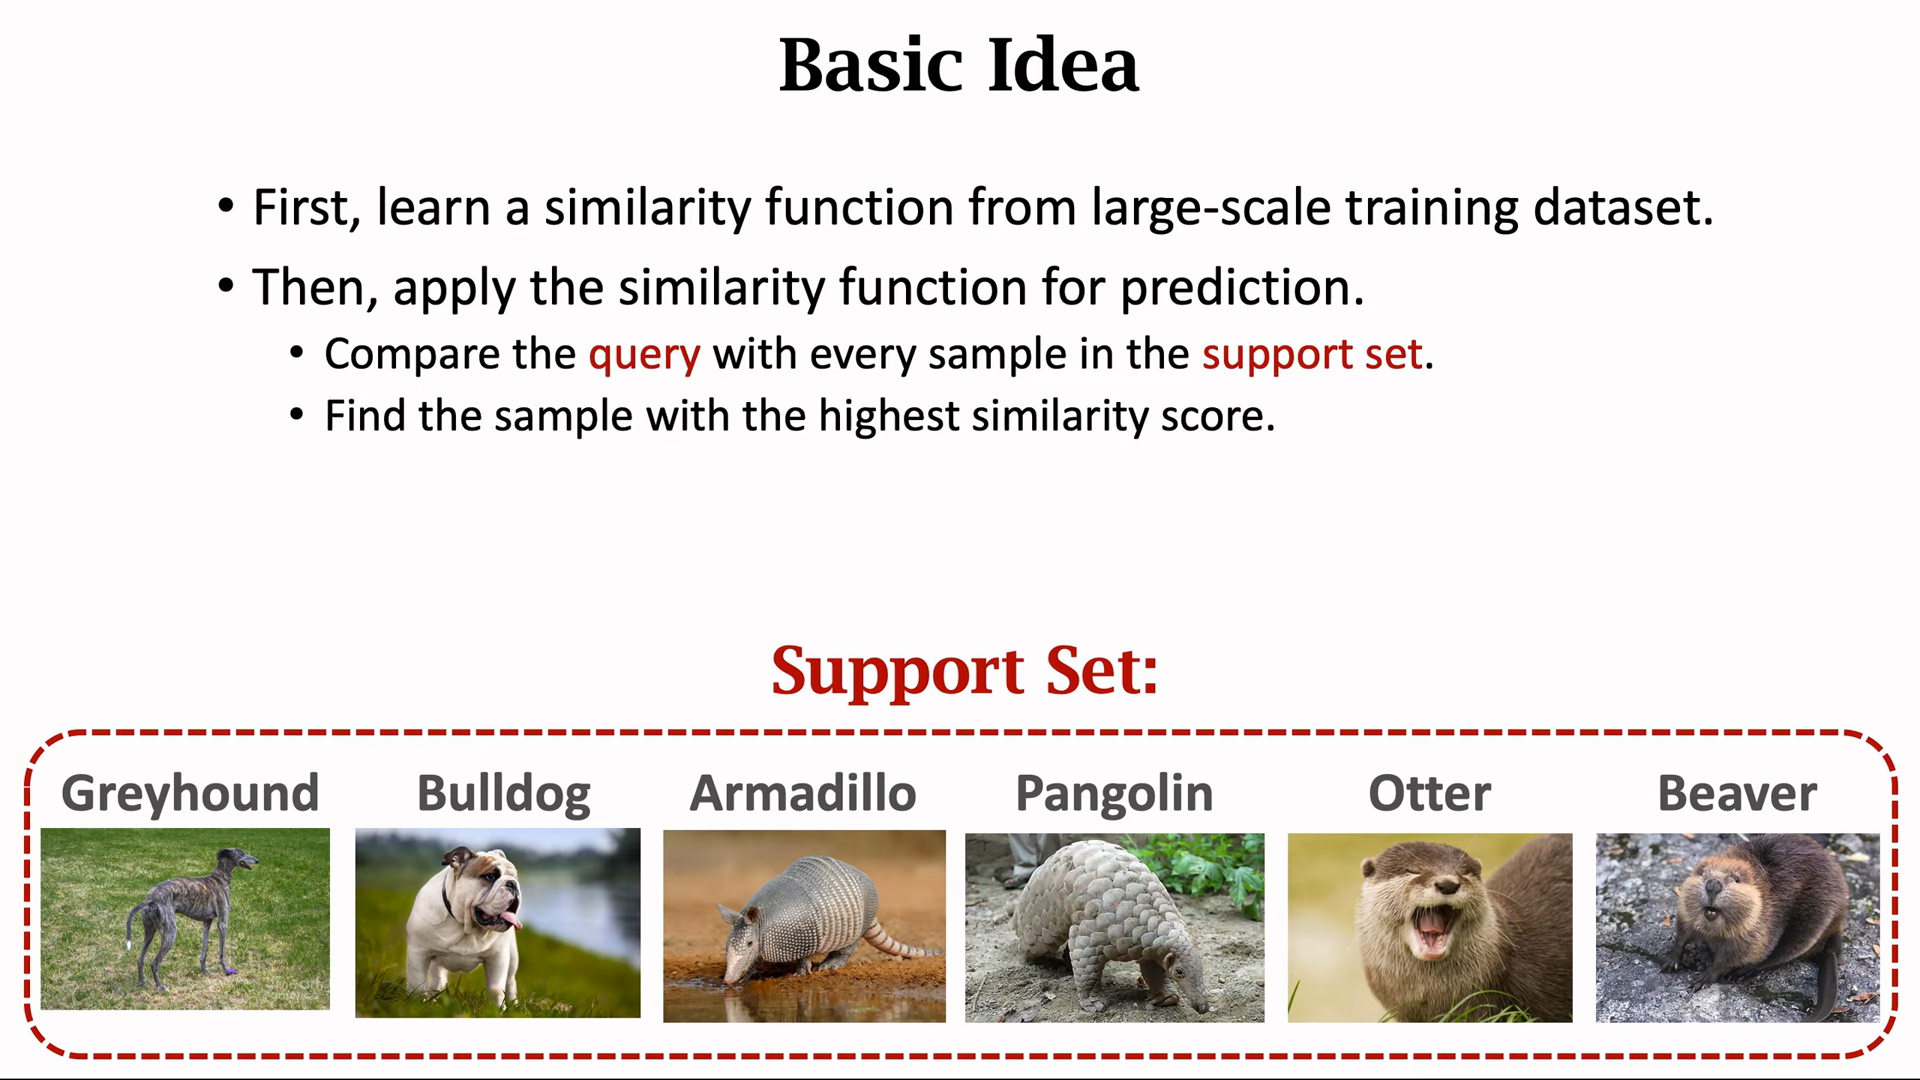 Basic Idea
• First, learn a similarity function from large-scale training dataset.
• Then, apply the similarity function for prediction.
• Compare the query with every sample in the support set.
• Find the sample with the highest similarity score.
Support Set:
Greyhound Bulldog Armadillo Pangolin Otter Beaver